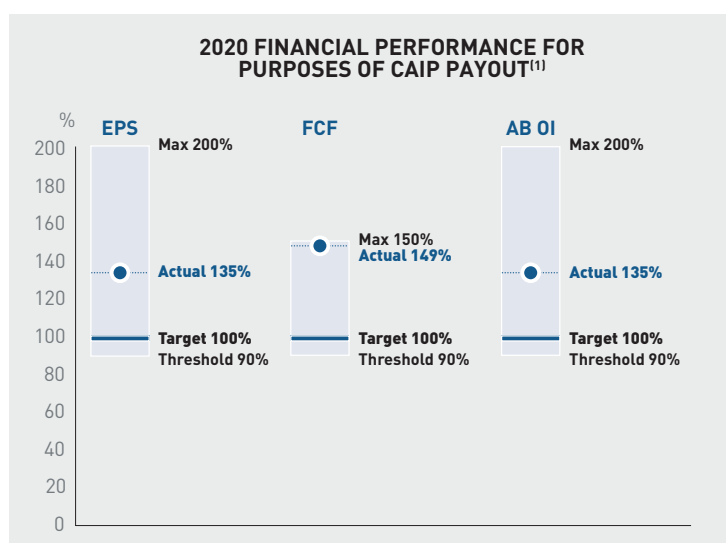 2020 FINANCIAL PERFORMANCE FOR
PURPOSES OF CAIP PAYOUT(1)
%
EPS
FCF
AB OI
200
180
160
140
120
100
80
60
40
20
0
Max 200%
Actual 135%
Target 100%
Threshold 90%
Max 150%
Actual 149%
Target 100%
Threshold 90%
Max 200%
Actual 135%
Target 100%
Threshold 90%